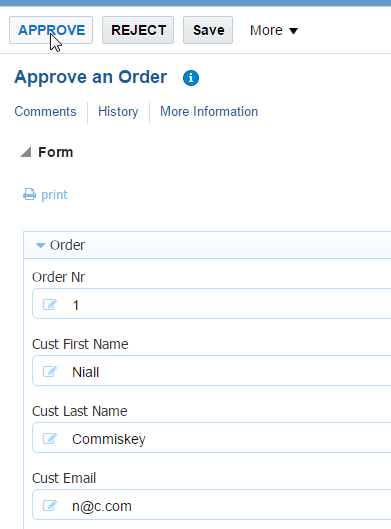 APPROVE REJECT Save More
Approve an Order i
Comments History More Information
Form
print
Order
Order Nr
1
Cust First Name
Niall
Cust Last Name
Commiskey
Cust Email
n@c.com